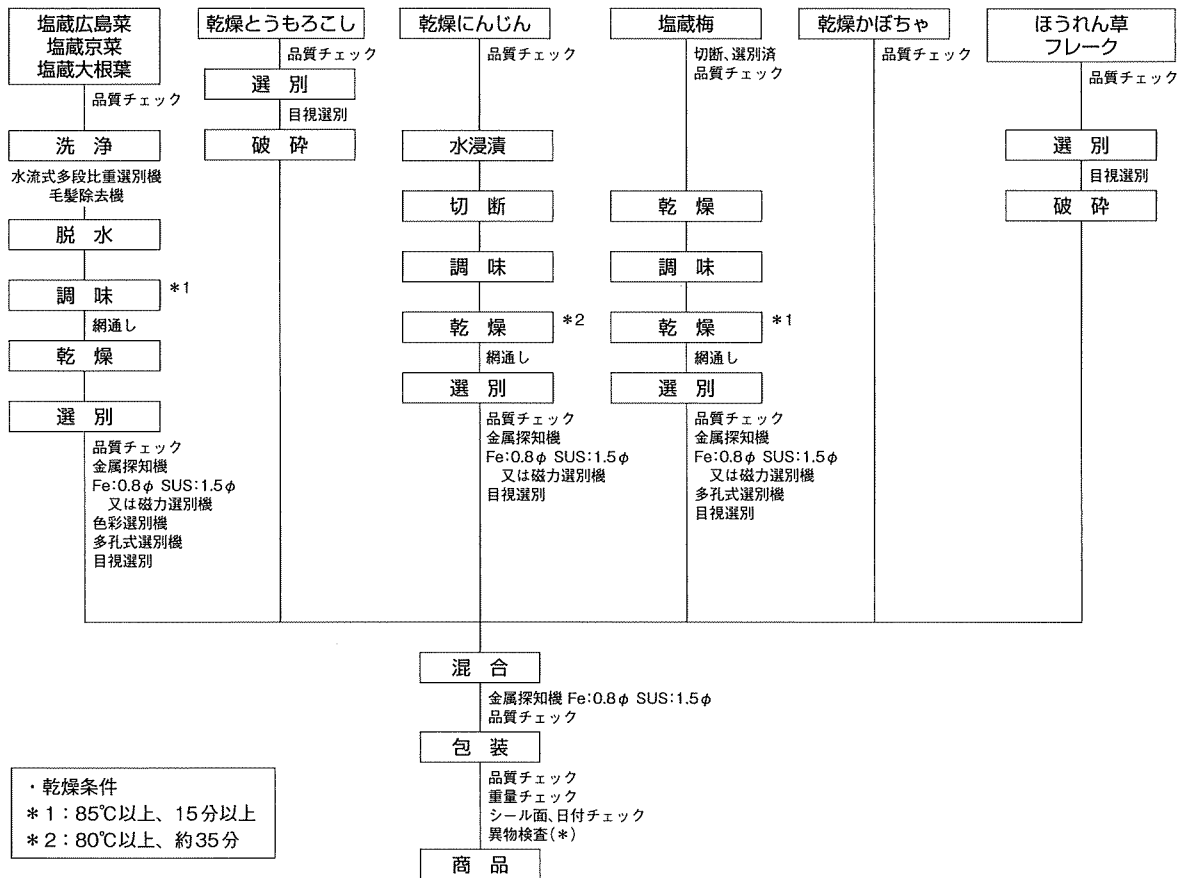 塩蔵広島菜
塩蔵京菜
塩蔵大根葉
品質チェック
洗 浄
水流式多段比重選別機
毛髪除去機
脱 水
調 味
*1
網通し
乾 燥
選 別
品質チェック
金属探知機
Fe:0.8φ SUS:1.5φ
又は磁力選別機
色彩選別機
多孔式選別機
目視選別
乾燥とうもろこし
品質チェック
選 別
目視選別
破 砕
乾燥にんじん
品質チェック
水浸漬
切 断
調 味
乾 燥
*2
網通し
選 別
品質チェック
金属探知機
Fe:0.8φ SUS:1.5φ
又は磁力選別機
目視選別
塩蔵梅
切断、選別済
品質チェック
乾 燥
調 味
乾 燥
*1
網通し
選 別
品質チェック
金属探知機
Fe:0.8φ SUS:1.5φ
又は磁力選別機
多孔式選別機
目視選別
乾燥かぼちゃ
品質チェック
ほうれん草
フレーク
品質チェック
選 別
目視選別
破 砕
混 合
金属探知機 Fe:0.8φ SUS:1.5φ
品質チェック
包 装
品質チェック
重量チェック
シール面、日付チェック
異物検査(*)
商 品
・乾燥条件
*1:85℃以上、15分以上
*2:80℃以上、約35分